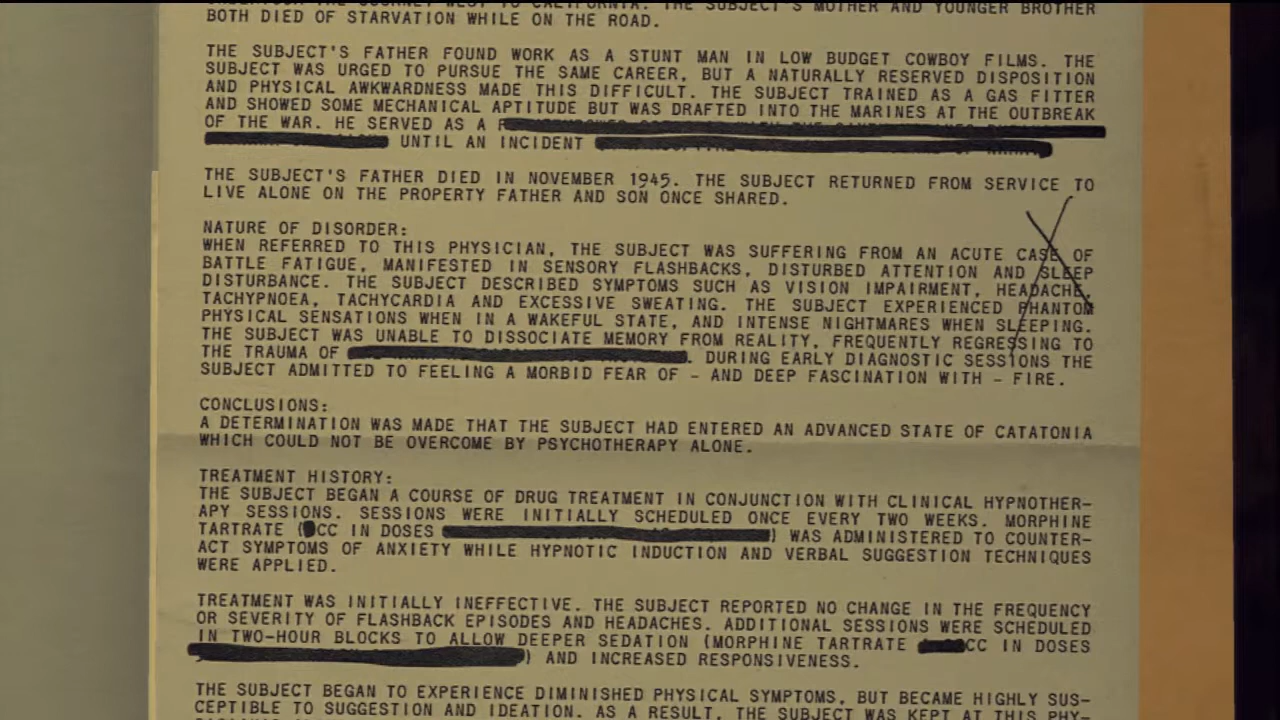 THE SUBJECT'S MOTHER AND YOUNGER BROTHER
BOTH DIED OF STARVATION WHILE ON THE ROAD.
THE SUBJECT'S FATHER FOUND WORK AS A STUNT MAN IN LOW BUDGET COWBOY FILMS. THE
SUBJECT WAS URGED TO PURSUE THE SAME CAREER, BUT A NATURALLY RESERVED DISPOSITION
AND PHYSICAL AWKWARDNESS MADE THIS DIFFICULT. THE SUBJECT TRAINED AS A GAS FITTER
AND SHOWED SOME MECHANICAL APTITUDE BUT WAS DRAFTED INTO THE MARINES AT THE OUTBREAK
OF THE WAR. HE SERVED AS A
UNTIL AN INCIDENT
THE SUBJECT'S FATHER DIED IN NOVEMBER 1945. THE SUBJECT RETURNED FROM SERVICE TO
LIVE ALONE ON THE PROPERTY FATHER AND SON ONCE SHARED.
NATURE OF DISORDER:
WHEN REFERRED TO THIS PHYSICIAN, THE SUBJECT WAS SUFFERING FROM AN ACUTE CASE OF
BATTLE FATIGUE, MANIFESTED IN SENSORY FLASHBACKS, DISTURBED ATTENTION AND SLEEP
DISTURBANCE. THE SUBJECT DESCRIBED SYMPTOMS SUCH AS VISION IMPAIRMENT, HEADACHE,
TACHYPNOEA, TACHYCARDIA AND EXCESSIVE SWEATING. THE SUBJECT EXPERIENCED PHANTOM
PHYSICAL SENSATIONS WHEN IN A WAKEFUL STATE, AND INTENSE NIGHTMARES WHEN SLEEPING.
THE SUBJECT WAS UNABLE TO DISSOCIATE MEMORY FROM REALITY, FREQUENTLY REGRESSING TO
THE TRAUMA OF . DURING EARLY DIAGNOSTIC SESSIONS THE
SUBJECT ADMITTED TO FEELING A MORBID FEAR OF - AND DEEP FASCINATION WITH - FIRE.
CONCLUSIONS:
A DETERMINATION WAS MADE THAT THE SUBJECT HAD ENTERED AN ADVANCED STATE OF CATATONIA
WHICH COULD NOT BE OVERCOME BY PSYCHOTHERAPY ALONE.
TREATMENT HISTORY:
THE SUBJECT BEGAN A COURSE OF DRUG TREATMENT IN CONJUNCTION WITH CLINICAL HYPNOTHER-
APY SESSIONS. SESSIONS WERE INITIALLY SCHEDULED ONCE EVERY TWO WEEKS. MORPHINE
TARTRATE ( CC IN DOSES ) WAS ADMINISTERED TO COUNTER-
ACT SYMPTOMS OF ANXIETY WHILE HYPNOTIC INDUCTION AND VERBAL SUGGESTION TECHNIQUES
WERE APPLIED.
TREATMENT WAS INITIALLY INEFFECTIVE. THE SUBJECT REPORTED NO CHANGE IN THE FREQUENCY
OR SEVERITY OF FLASHBACK EPISODES AND HEADACHES. ADDITIONAL SESSIONS WERE SCHEDULED
IN TWO-HOUR BLOCKS TO ALLOW DEEPER SEDATION (MORPHINE TARTRATE CC IN DOSES
) AND INCREASED RESPONSIVENESS.
THE SUBJECT BEGAN TO EXPERIENCE DIMINISHED PHYSICAL SYMPTOMS, BUT BECAME HIGHLY SUS-
CEPTIBLE TO SUGGESTION AND IDEATION. AS A RESULT, THE SUBJECT WAS KEPT AT THIS PHY-